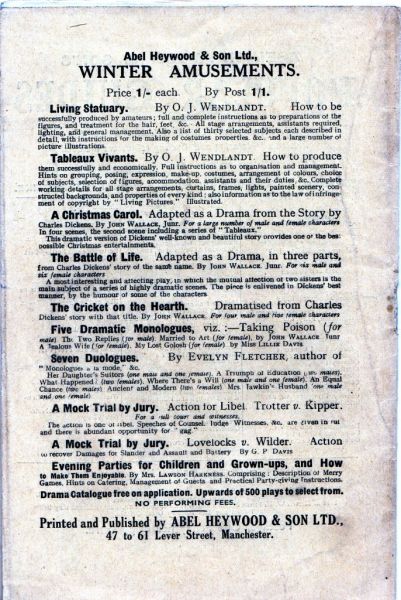 Abel Heywood & Son Ltd.,
WINTER AMUSEMENTS.
Price 1/- each. By Post 1/1.
Living Statuary. By O. J. WENDLANDT. How to be
successfully produced by amateurs; full and complete instructions as to preparations of the
figures, and treatment for the hair, feet, &c. All stage arrangements, assistants required,
lighting, and general management. Also a list of thirty selected subjects each described in
detail, with instructions for the making of costumes properties. &c. and a large number of
picture illustrations.
Tableaux Vivants. By O. J. WENDLANDT How to produce
them successfully and economically. Full instructions as to organisation and management.
Hints on grouping, posing, expression, make-up, costumes, arrangement of colours, choice
of subjects, selection of figures, accommodation. assistants and their duties &c. Complete
working details for all stage arrangements, curtains, frames, lights, painted scenery, con-
structed backgrounds, and properties of every kind; also information as to the law of infringe-
ment of copyright by "Living Pictures." Illustrated.
A Christmas Carol. Adapted as a Drama from the Story by
Charles Dickens. By JOHN WALLACE, Junr. For a large number of male and female characters
In four scenes, the second scene including a series of "Tableaux."
This dramatic version of Dickens' well-known and beautiful story provides one of the best
possible Christmas entertainments.
The Battle of Life. Adapted as a Drama, in three parts,
from Charles Dickens' story of the same name. By JOHN WALLACE, Junr. For six male and
six female characters
A most interesting and affecting play, in which the mutual affection of two sisters is the
main subject of a series of highly dramatic scenes. The piece is enlivened in Dickens' best
manner, by the humour of some of the characters
The Cricket on the Hearth. Dramatised from Charles
Dickens' story with that title. By JOHN WALLACE. For four male and five female characters
Five Dramatic Monologues, viz.:—Taking Poison (for
male) The Two Replies (for male). Married to Art (for female), by JOHN WALLACE Junr
A Jealous Wife (for female). My Lost Golosh (for female) by MISS LILLIE DAVIS
Seven Duologues. By EVELYN FLETCHER, author of
"Monologues a la mode," &c.
Her Daughter's Suitors (one male and one female). A Triumph of Education (two males).
What Happened? (two females). Where There's a Will (one male and one female). An Equal
Chance (two males) Ancient and Modern (two females) Mrs. Hawkin's Husband (one male
and one female)
A Mock Trial by Jury. Action for Libel. Trotter v. Kipper.
For a full court and witnesses.
The action is one of libel. Speeches of Counsel, Judge Witnesses, &c. are given in full
and there is abundant opportunity for "gag."
A Mock Trial by Jury. Lovelocks v. Wilder. Action
to recover Damages for Slander and Assault and Battery By G. P DAVIS
Evening Parties for Children and Grown-ups, and How
to Make Them Enjoyable. By MRS. LAWSON HARKNESS. Comprising: Description of Merry
Games. Hints on Catering, Management of Guests and Practical Party-giving Instructions.
Drama Catalogue free on application. Upwards of 500 plays to select from.
NO PERFORMING FEES.
Printed and Published by ABEL HEYWOOD & SON LTD.,
47 to 61 Lever Street, Manchester.